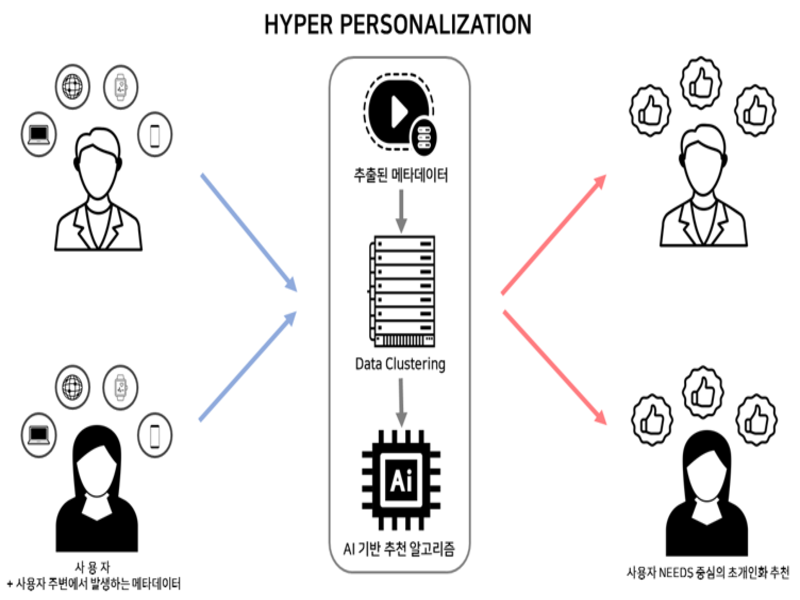 HYPER PERSONALIZATION
추출된 메타데이터
Data Clustering
Ai
AI 기반 추천 알고리즘
사 용 자
+ 사용자 주변에서 발생하는 메타데이터
사용자 NEEDS 중심의 초개인화 추천